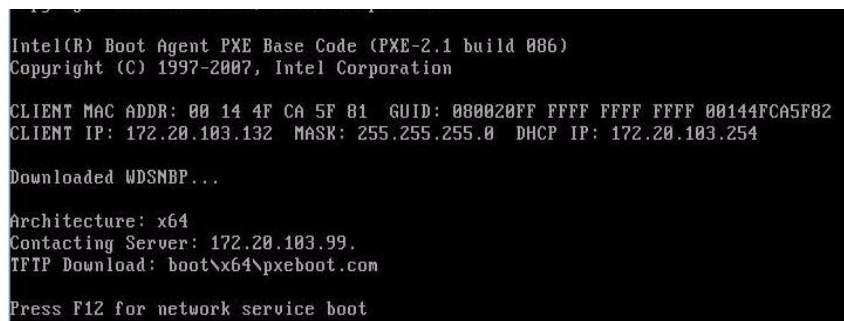 Intel(R) Boot Agent PXE Base Code (PXE-2.1 build 086)
Copyright (C) 1997-2007, Intel Corporation
CLIENT MAC ADDR: 00 14 4F CA 5F 81  GUID: 080020FF FFFF FFFF FFFF 00144FCA5F82
CLIENT IP: 172.20.103.132  MASK: 255.255.255.0  DHCP IP: 172.20.103.254
Downloaded WDSNBP...
Architecture: x64
Contacting Server: 172.20.103.99.
TFTP Download: boot\x64\pxeboot.com
Press F12 for network service boot